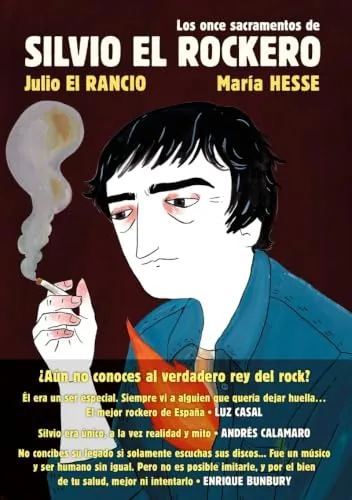 Los once sacramentos de
SILVIO EL ROCKERO
Julio El RANCIO María HESSE
¿Aún no conoces al verdadero rey del rock?
Él era un ser especial. Siempre vi a alguien que quería dejar huella...
El mejor rockero de España • LUZ CASAL
Silvio era único, a la vez realidad y mito • ANDRÉS CALAMARO
No concibes su legado si solamente escuchas sus discos... Fue un músico
y ser humano sin igual. Pero no es posible imitarle, y por el bien
de tu salud, mejor ni intentarlo • ENRIQUE BUNBURY